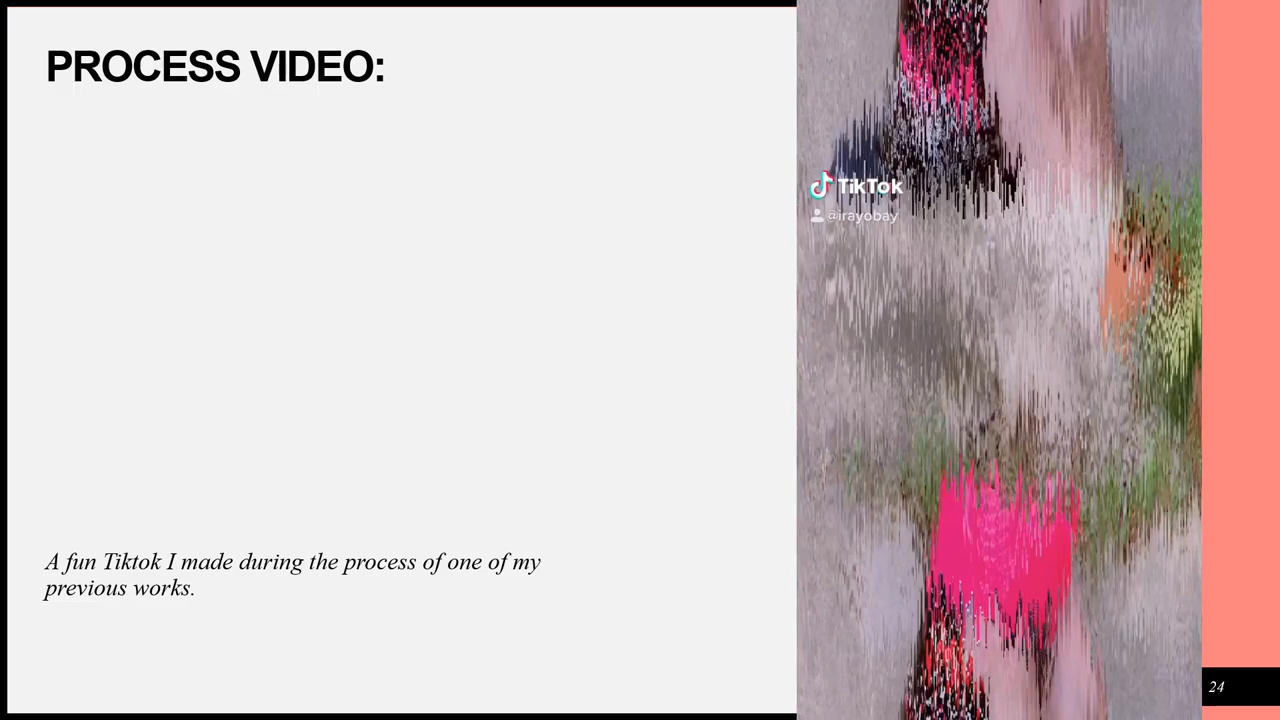 PROCESS VIDEO:
TikTok
@irayobay
A fun Tiktok I made during the process of one of my
previous works.
24